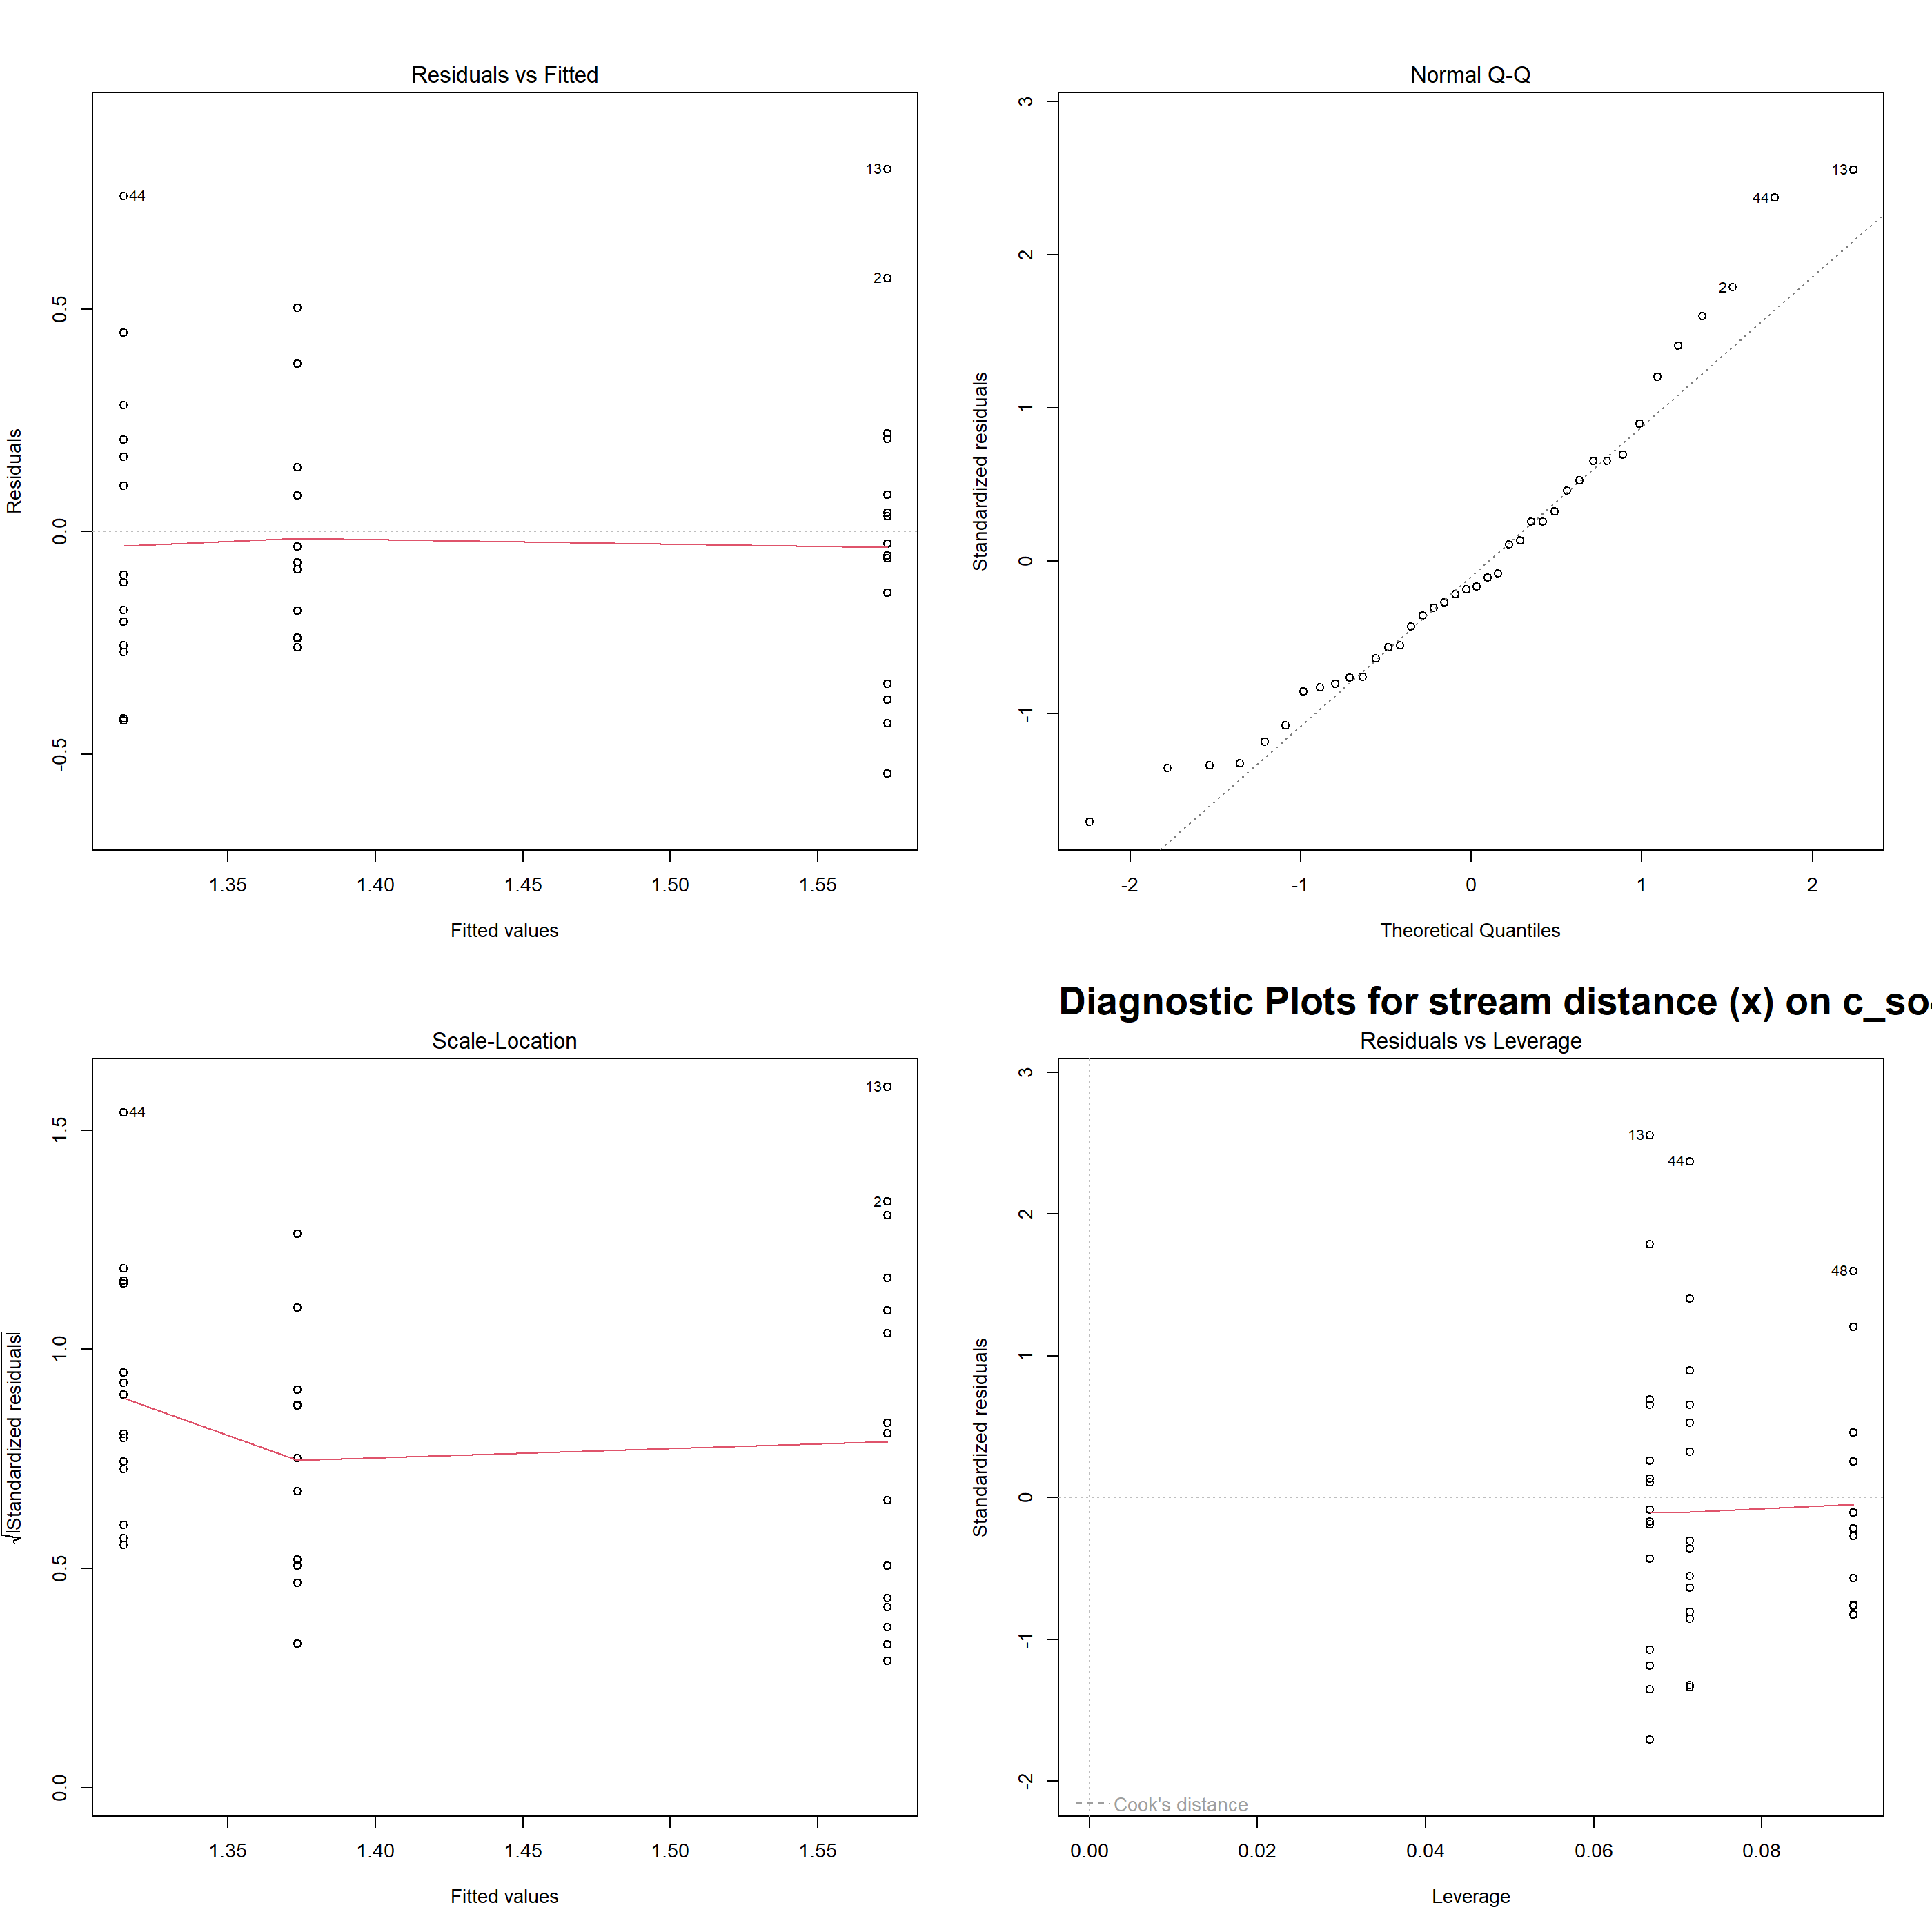 Residuals vs Fitted
Residuals
0.5
0.0
-0.5
44
13
2
1.35 1.40 1.45 1.50 1.55
Fitted values
Normal Q-Q
Standardized residuals
3
2
1
0
-1
13
44
2
-2 -1 0 1 2
Theoretical Quantiles
Scale-Location
√|Standardized residuals|
1.5
1.0
0.5
0.0
44
13
2
1.35 1.40 1.45 1.50 1.55
Fitted values
Diagnostic Plots for stream distance (x) on
Residuals vs Leverage
Standardized residuals
3
2
1
0
-1
-2
13
44
48
Cook's distance
0.00 0.02 0.04 0.06 0.08
Leverage